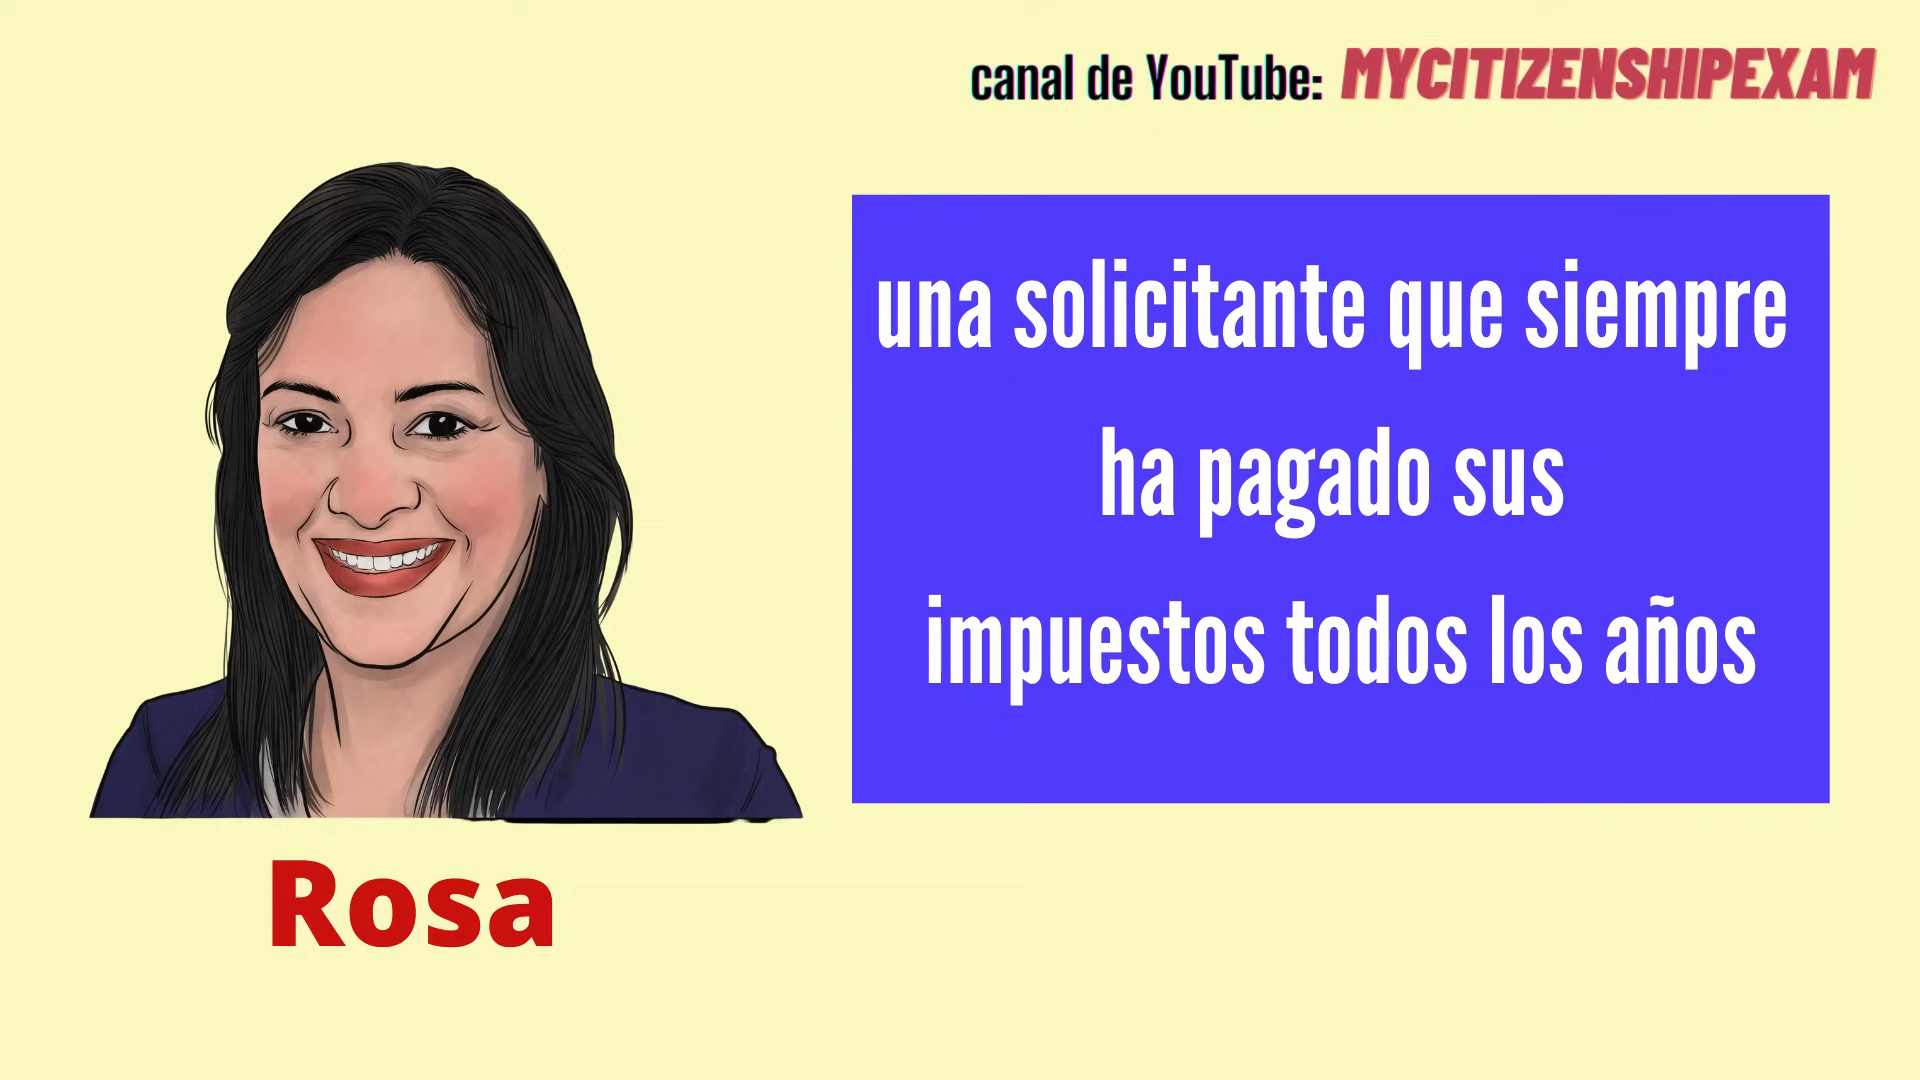 canal de YouTube: MYCITIZENSHIPEXAM
una solicitante que siempre
ha pagado sus
impuestos todos los años
Rosa